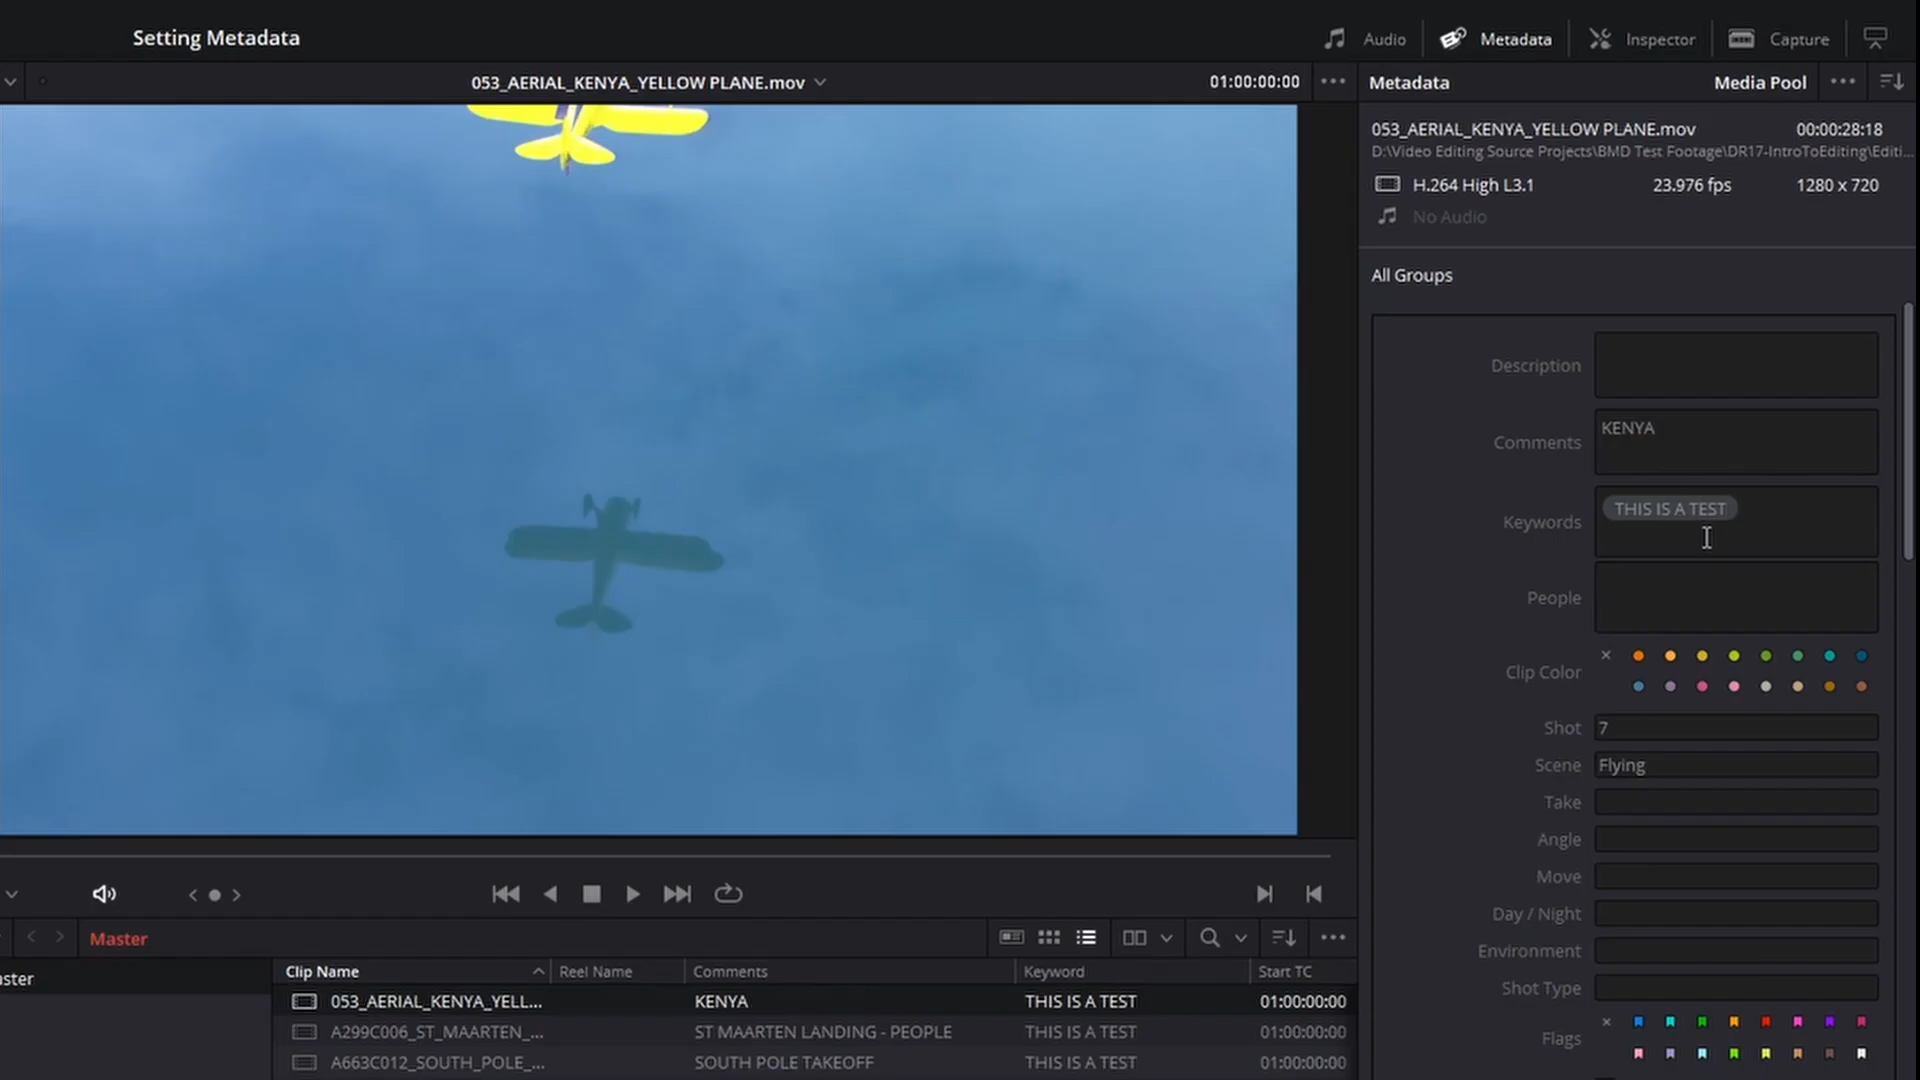 Setting Metadata
Audio
Metadata
Inspector
Capture
053_AERIAL_KENYA_YELLOW PLANE.mov
01:00:00:00
Metadata
Media Pool
053_AERIAL_KENYA_YELLOW PLANE.mov
00:00:28:18
D:\Video Editing Source Projects\BMD Test Footage\DR17-IntroToEditing\Editi...
H.264 High L3.1
23.976 fps
1280 x 720
No Audio
All Groups
Description
Comments
KENYA
Keywords
THIS IS A TEST
People
Clip Color
Shot
7
Scene
Flying
Take
Angle
Move
Day / Night
Environment
Shot Type
Flags
Master
aster
Clip Name
Reel Name
Comments
Keyword
Start TC
053_AERIAL_KENYA_YELL...
KENYA
THIS IS A TEST
01:00:00:00
A299C006_ST_MAARTEN_...
ST MAARTEN LANDING - PEOPLE
THIS IS A TEST
01:00:00:00
A663C012_SOUTH_POLE_...
SOUTH POLE TAKEOFF
THIS IS A TEST
01:00:00:00